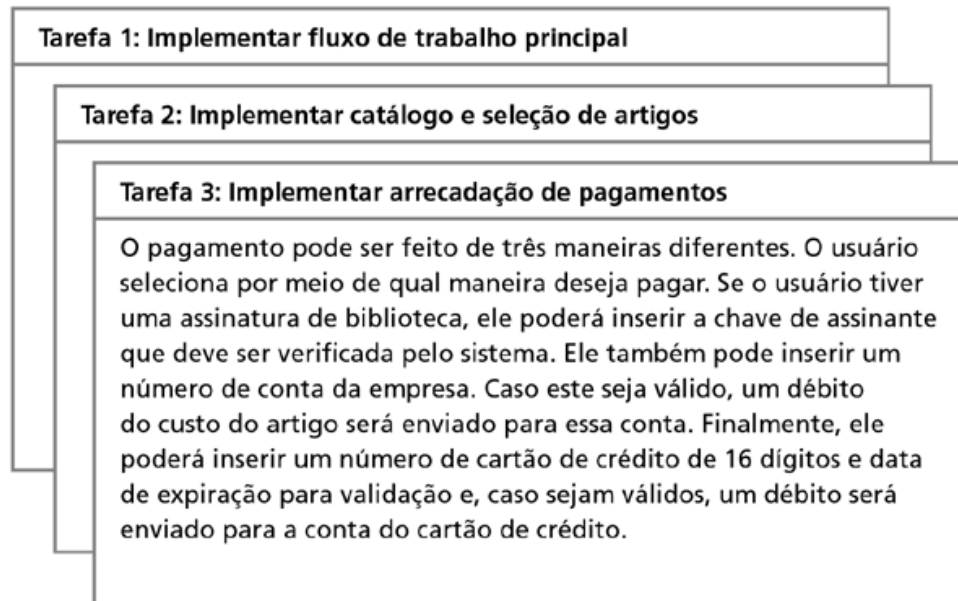 Tarefa 1: Implementar fluxo de trabalho principal
Tarefa 2: Implementar catálogo e seleção de artigos
Tarefa 3: Implementar arrecadação de pagamentos
O pagamento pode ser feito de três maneiras diferentes. O usuário
seleciona por meio de qual maneira deseja pagar. Se o usuário tiver
uma assinatura de biblioteca, ele poderá inserir a chave de assinante
que deve ser verificada pelo sistema. Ele também pode inserir um
número de conta da empresa. Caso este seja válido, um débito
do custo do artigo será enviado para essa conta. Finalmente, ele
poderá inserir um número de cartão de crédito de 16 dígitos e data
de expiração para validação e, caso sejam válidos, um débito será
enviado para a conta do cartão de crédito.